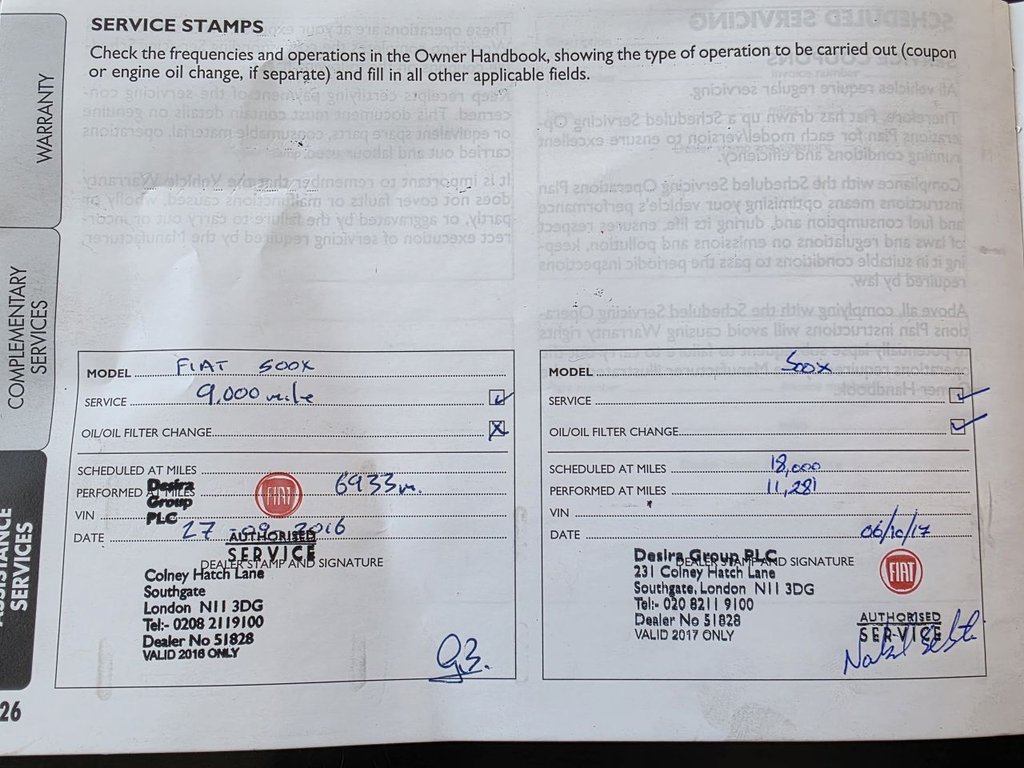 SERVICE STAMPS
Check the frequencies and operations in the Owner Handbook, showing the type of operation to be carried out (coupon
or engine oil change, if separate) and fill in all other applicable fields.
WARRANTY
COMPLEMENTARY
SERVICES
ASSISTANCE
SERVICES
26
MODEL FIAT 500X
SERVICE 9,000 mile
OIL/OIL FILTER CHANGE
SCHEDULED AT MILES
PERFORMED AT MILES 6933m.
VIN
DATE 27-09-2016
Desira
Group
PLC
FIAT
AUTHORISED
SERVICE
DEALER STAMP AND SIGNATURE
Colney Hatch Lane
Southgate
London N11 3DG
Tel:- 0208 2119100
Dealer No 51828
VALID 2016 ONLY
MODEL 500X
SERVICE
OIL/OIL FILTER CHANGE
SCHEDULED AT MILES 18,000
PERFORMED AT MILES 11,281
VIN
DATE 06/10/17
DEALER STAMP AND SIGNATURE
Desira Group PLC
231 Colney Hatch Lane
Southgate, London N11 3DG
Tel:- 020 8211 9100
Dealer No 51828
VALID 2017 ONLY
FIAT
AUTHORISED
SERVICE